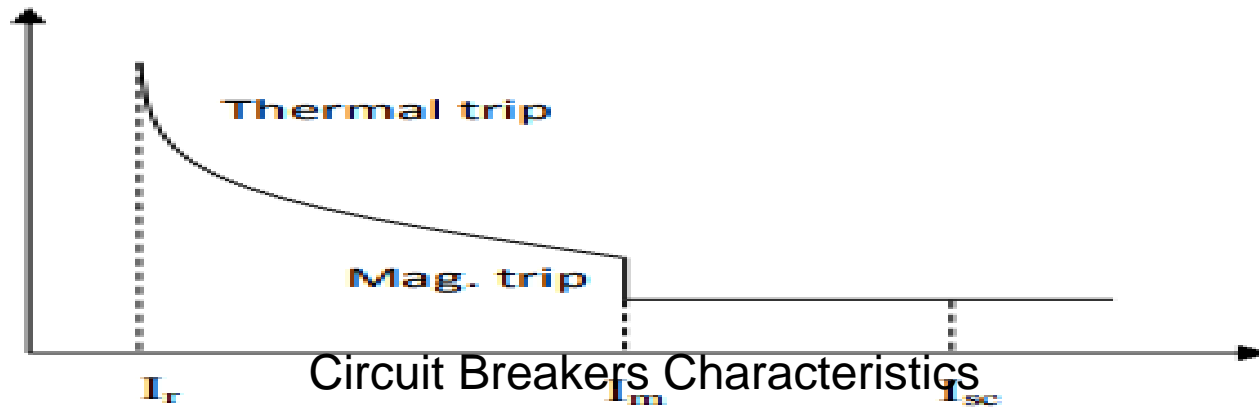 Thermal trip
Mag. trip
Circuit Breakers Characteristics
Ir Im Isc